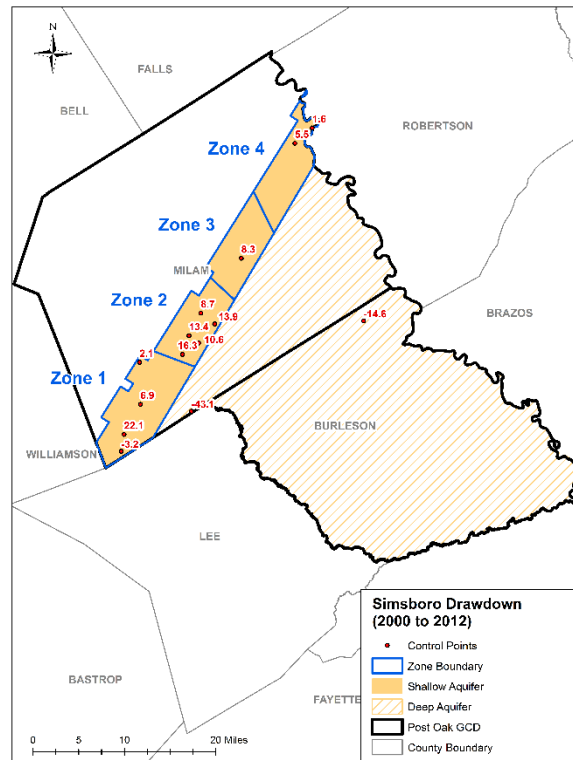 N
FALLS
BELL
ROBERTSON
1.6
5.5
Zone 4
Zone 3
8.3
MILAM
Zone 2
8.7
13.9
13.4
10.6
16.3
2.1
BRAZOS
-14.6
Zone 1
6.9
-43.1
22.1
-3.2
BURLESON
WILLIAMSON
LEE
BASTROP
FAYETTE
Simsboro Drawdown
(2000 to 2012)
Control Points
Zone Boundary
Shallow Aquifer
Deep Aquifer
Post Oak GCD
County Boundary
0 5 10 20 Miles